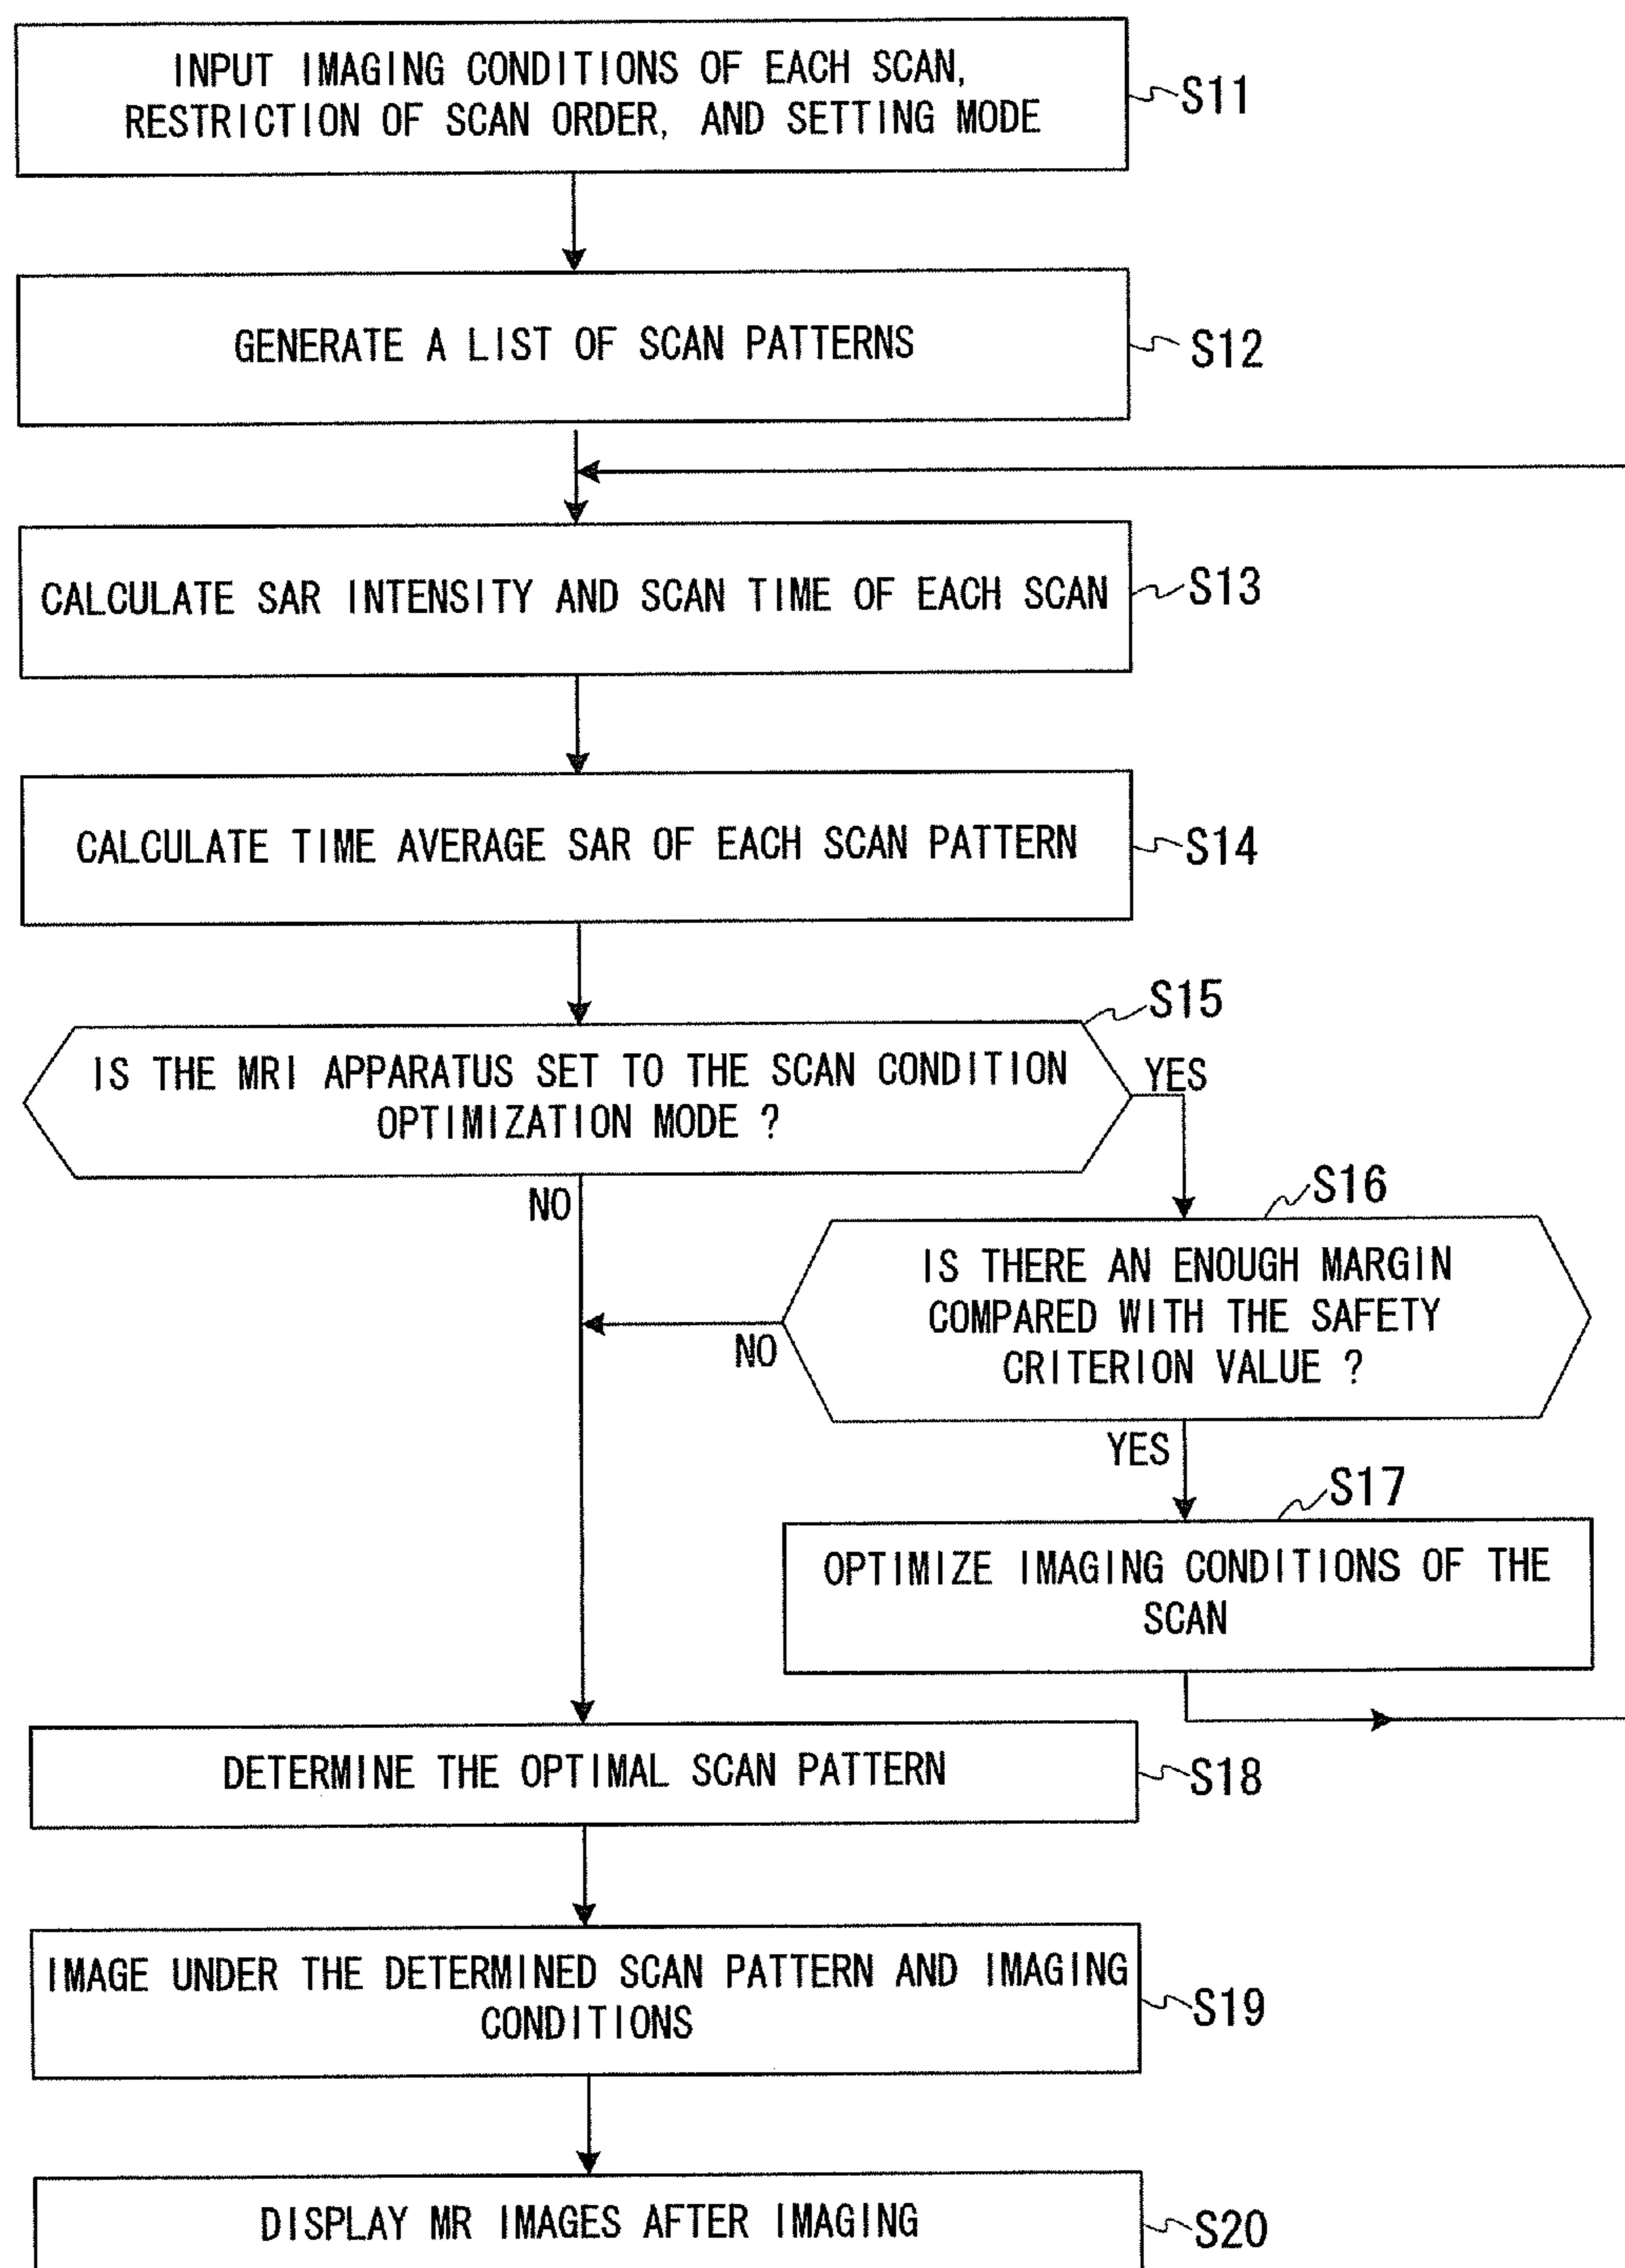 INPUT IMAGING CONDITIONS OF EACH SCAN,
RESTRICTION OF SCAN ORDER, AND SETTING MODE
S11
GENERATE A LIST OF SCAN PATTERNS
S12
CALCULATE SAR INTENSITY AND SCAN TIME OF EACH SCAN
S13
CALCULATE TIME AVERAGE SAR OF EACH SCAN PATTERN
S14
S15
IS THE MRI APPARATUS SET TO THE SCAN CONDITION
OPTIMIZATION MODE ?
YES
NO
S16
IS THERE AN ENOUGH MARGIN
COMPARED WITH THE SAFETY
CRITERION VALUE ?
NO
YES
S17
OPTIMIZE IMAGING CONDITIONS OF THE
SCAN
DETERMINE THE OPTIMAL SCAN PATTERN
S18
IMAGE UNDER THE DETERMINED SCAN PATTERN AND IMAGING
CONDITIONS
S19
DISPLAY MR IMAGES AFTER IMAGING
S20